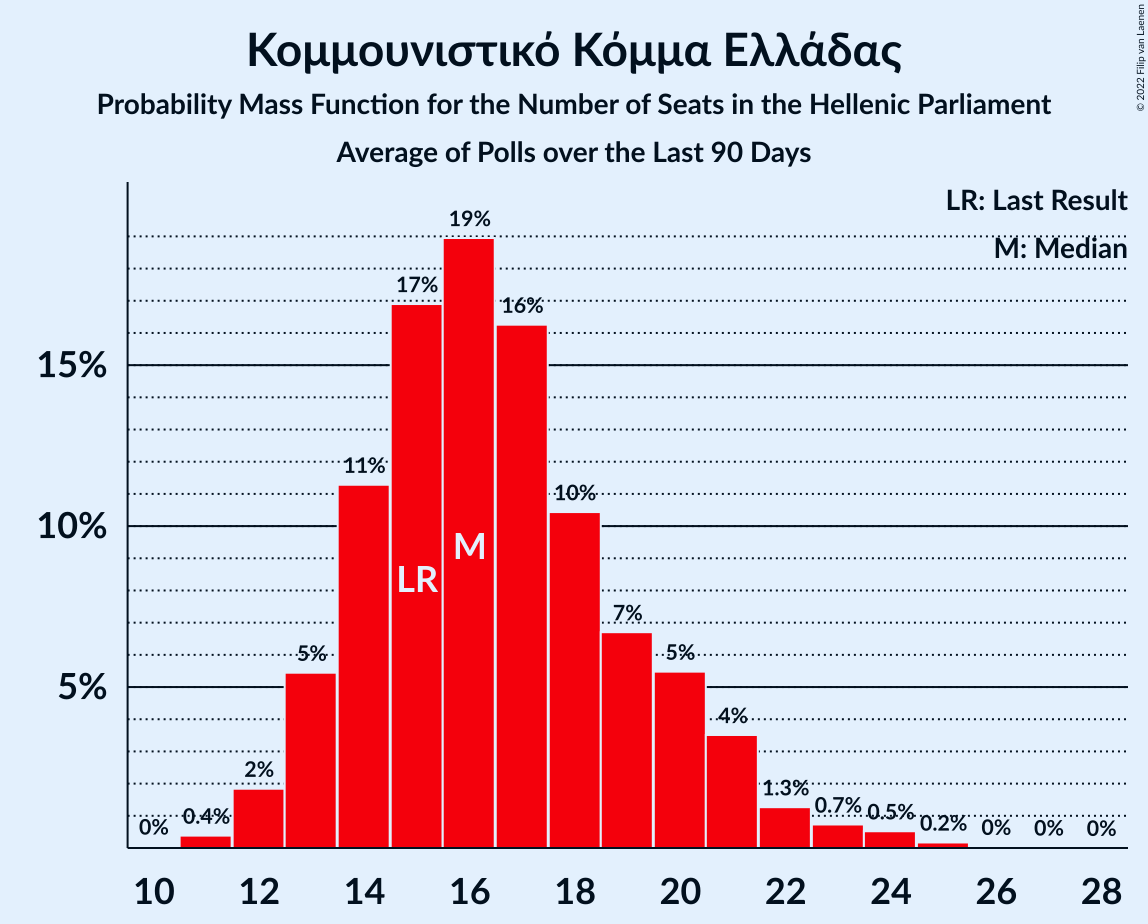 Κομμουνιστικό Κόμμα Ελλάδας
Probability Mass Function for the Number of Seats in the Hellenic Parliament
Average of Polls over the Last 90 Days
© 2022 Filip van Laenen
LR: Last Result
M: Median
15%
10%
5%
0%
0.4%
2%
5%
11%
17%
19%
16%
10%
7%
5%
4%
1.3%
0.7%
0.5%
0.2%
0%
0%
0%
LR
M
10 12 14 16 18 20 22 24 26 28